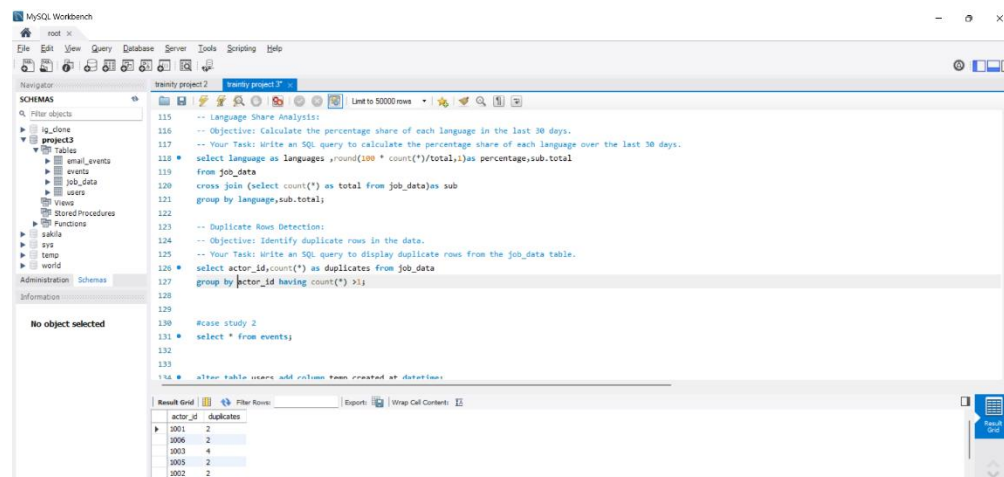 MySQL Workbench
root ×
File Edit View Query Database Server Tools Scripting Help
Navigator
SCHEMAS
Filter objects
ig_clone
project3
Tables
email_events
events
job_data
users
Views
Stored Procedures
Functions
sakila
sys
temp
world
Administration Schemas
Information
No object selected
trainity project 2 traintiy project 3* ×
Limit to 50000 rows
115 -- Language Share Analysis:
116 -- Objective: Calculate the percentage share of each language in the last 30 days.
117 -- Your Task: Write an SQL query to calculate the percentage share of each language over the last 30 days.
118 select language as languages ,round(100 * count(*)/total,1)as percentage,sub.total
119 from job_data
120 cross join (select count(*) as total from job_data)as sub
121 group by language,sub.total;
122
123 -- Duplicate Rows Detection:
124 -- Objective: Identify duplicate rows in the data.
125 -- Your Task: Write an SQL query to display duplicate rows from the job_data table.
126 select actor_id,count(*) as duplicates from job_data
127 group by actor_id having count(*) >1;
128
129
130 #case study 2
131 select * from events;
132
133
134 alter table users add column temp_created_at datetime;
Result Grid Filter Rows: Export: Wrap Cell Content:
actor_id duplicates
1001 2
1006 2
1003 4
1005 2
1002 2
Result Grid